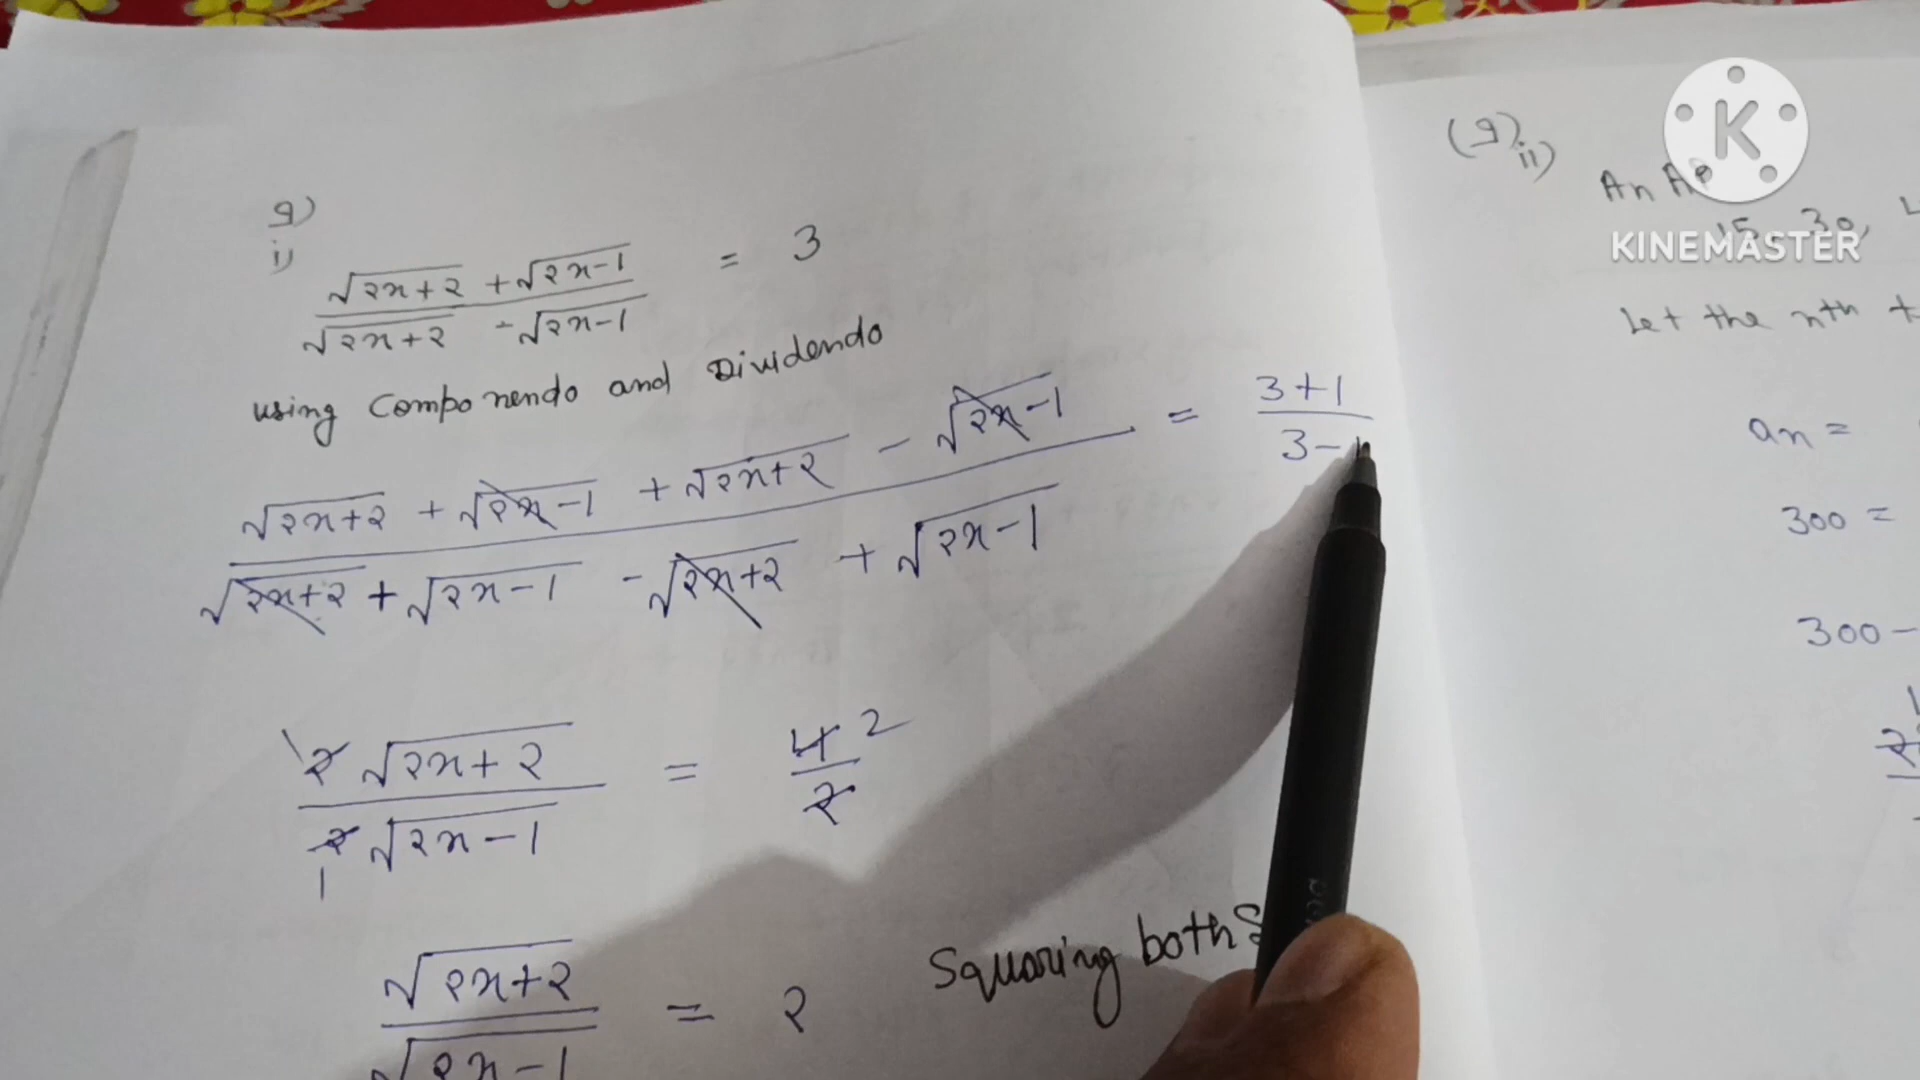 9)
i)
√2x+2 + √2x-1 = 3
√2x+2 - √2x-1
using Componendo and Dividendo
√2x+2 + √2x-1 + √2x+2 - √2x-1 = 3+1
√2x+2 + √2x-1 - √2x+2 + √2x-1 3-1
1 2 √2x+2 = 4 2
2 √2x-1 2
1
√2x+2 = 2 Squaring both
√2x-1
(9)
ii)
An AP
15, 30,
Let the nth
an =
300 =
300 -
K
KINEMASTER